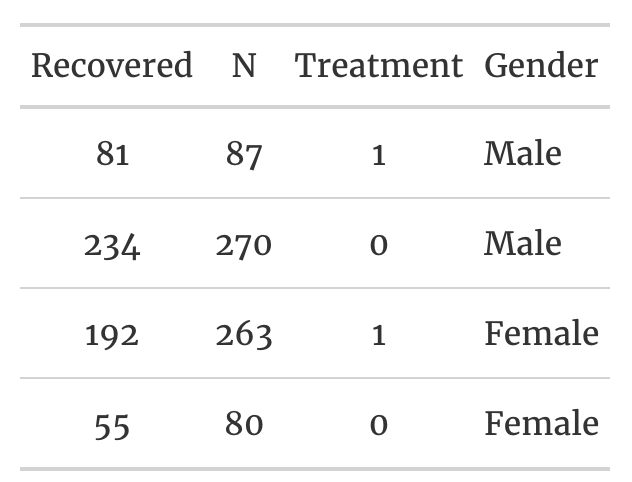 Recovered N Treatment Gender
81 87 1 Male
234 270 0 Male
192 263 1 Female
55 80 0 Female